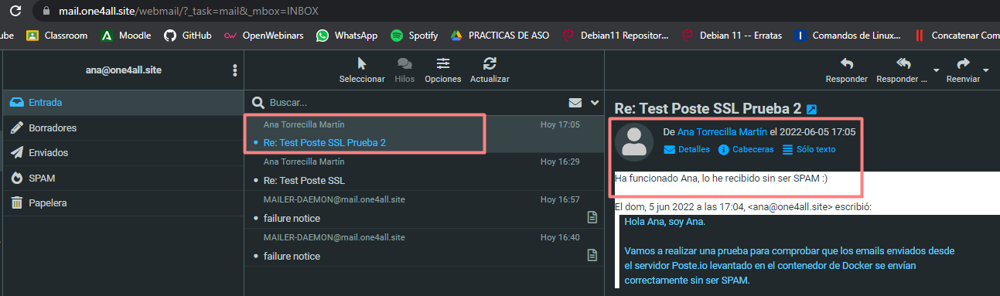 mail.one4all.site/webmail/?_task=mail&_mbox=INBOX
ube Classroom Moodle GitHub OpenWebinars WhatsApp Spotify PRACTICAS DE ASO Debian11 Repositor... Debian 11 -- Erratas Comandos de Linux... Concatenar Com
ana@one4all.site
Entrada
Borradores
Enviados
SPAM
Papelera
Seleccionar Hilos Opciones Actualizar
Buscar...
Ana Torrecilla Martín Hoy 17:05
Re: Test Poste SSL Prueba 2
Ana Torrecilla Martín Hoy 16:29
Re: Test Poste SSL
MAILER-DAEMON@mail.one4all.site Hoy 16:57
failure notice
MAILER-DAEMON@mail.one4all.site Hoy 16:40
failure notice
Responder Responder ... Reenviar
Re: Test Poste SSL Prueba 2
De Ana Torrecilla Martín el 2022-06-05 17:05
Detalles Cabeceras Sólo texto
Ha funcionado Ana, lo he recibido sin ser SPAM :)
El dom, 5 jun 2022 a las 17:04, <ana@one4all.site> escribió:
Hola Ana, soy Ana.
Vamos a realizar una prueba para comprobar que los emails enviados desde
el servidor Poste.io levantado en el contenedor de Docker se envían
correctamente sin ser SPAM.